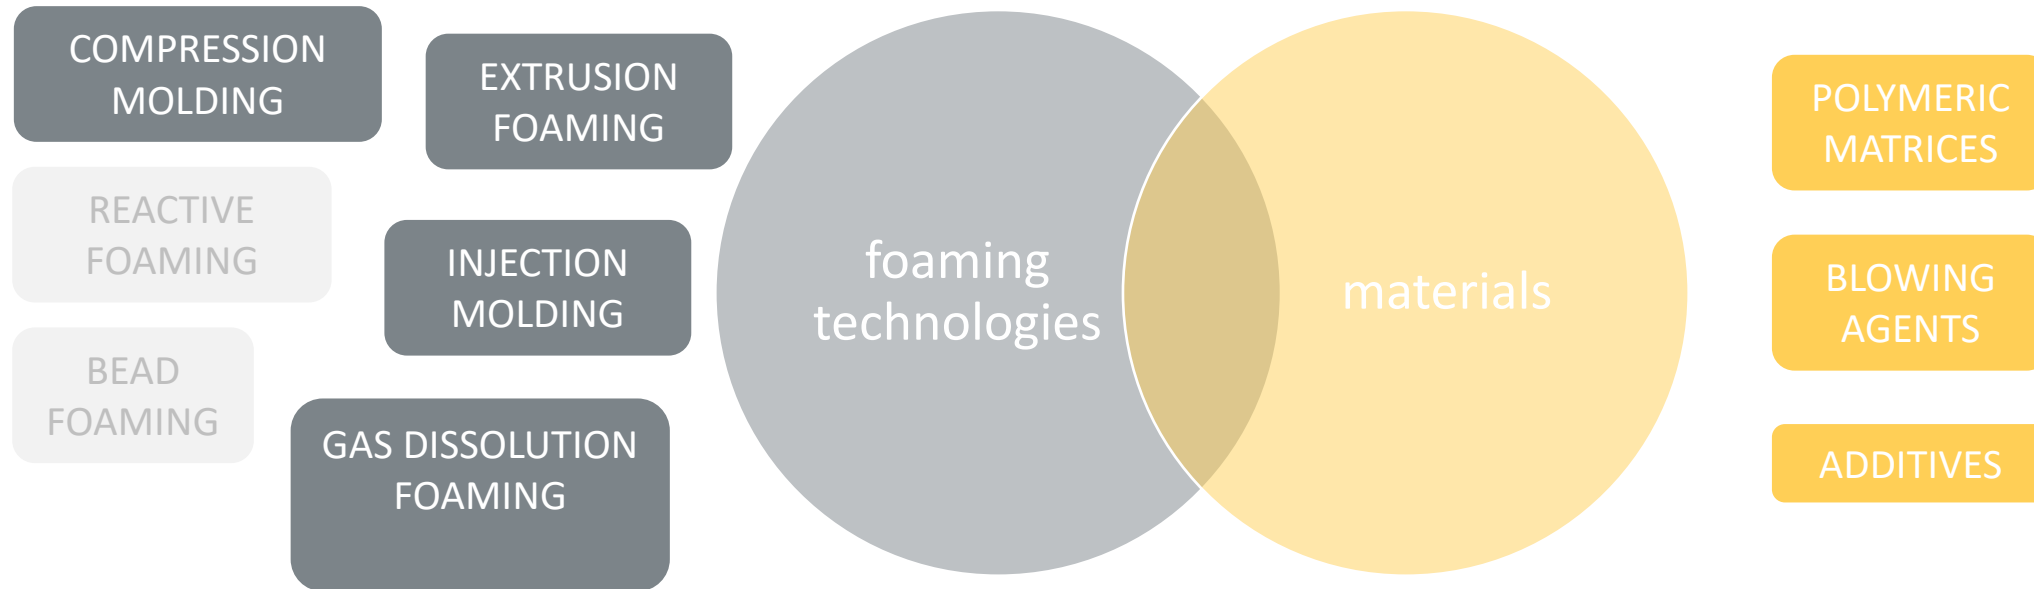 COMPRESSION
MOLDING
REACTIVE
FOAMING
BEAD
FOAMING
EXTRUSION
FOAMING
INJECTION
MOLDING
GAS DISSOLUTION
FOAMING
foaming
technologies
materials
POLYMERIC
MATRICES
BLOWING
AGENTS
ADDITIVES